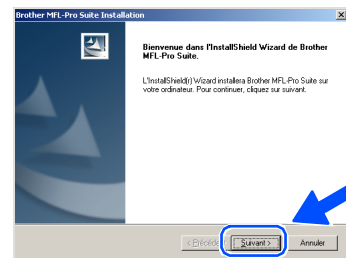 Brother MFL-Pro Suite Installation
Bienvenue dans l'InstallShield Wizard de Brother
MFL-Pro Suite.
L'InstallShield(r) Wizard installera Brother MFL-Pro Suite sur
votre ordinateur. Pour continuer, cliquez sur suivant.
< Précédent Suivant > Annuler